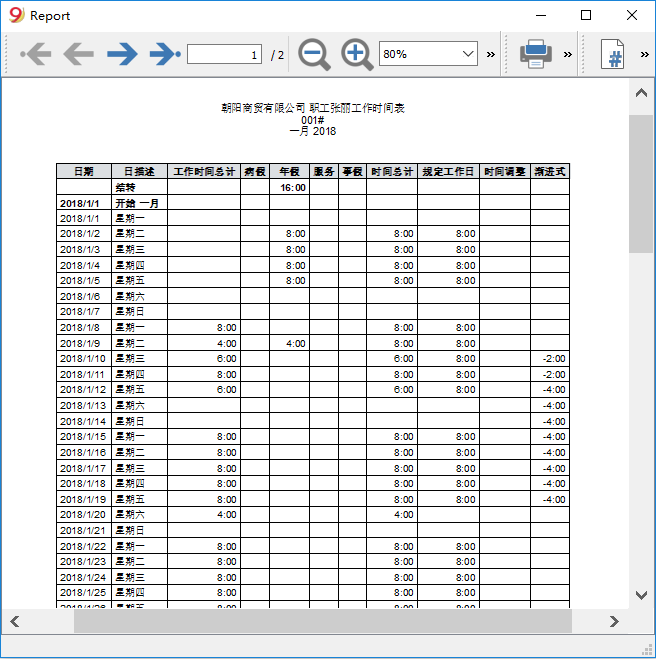 Report
1 / 2 80% » » # »
朝阳商贸有限公司 职工张丽工作时间表
001#
一月 2018
日期 日描述 工作时间总计 病假 年假 服务 事假 时间总计 规定工作日 时间调整 渐进式
结转 16:00
2018/1/1 开始 一月
2018/1/1 星期一
2018/1/2 星期二 8:00 8:00 8:00
2018/1/3 星期三 8:00 8:00 8:00
2018/1/4 星期四 8:00 8:00 8:00
2018/1/5 星期五 8:00 8:00 8:00
2018/1/6 星期六
2018/1/7 星期日
2018/1/8 星期一 8:00 8:00 8:00
2018/1/9 星期二 4:00 4:00 8:00 8:00
2018/1/10 星期三 6:00 6:00 8:00 -2:00
2018/1/11 星期四 8:00 8:00 8:00 -2:00
2018/1/12 星期五 6:00 6:00 8:00 -4:00
2018/1/13 星期六 -4:00
2018/1/14 星期日 -4:00
2018/1/15 星期一 8:00 8:00 8:00 -4:00
2018/1/16 星期二 8:00 8:00 8:00 -4:00
2018/1/17 星期三 8:00 8:00 8:00 -4:00
2018/1/18 星期四 8:00 8:00 8:00 -4:00
2018/1/19 星期五 8:00 8:00 8:00 -4:00
2018/1/20 星期六 4:00 4:00
2018/1/21 星期日
2018/1/22 星期一 8:00 8:00 8:00
2018/1/23 星期二 8:00 8:00 8:00
2018/1/24 星期三 8:00 8:00 8:00
2018/1/25 星期四 8:00 8:00 8:00
2018/1/26 星期五 8:00 8:00 8:00